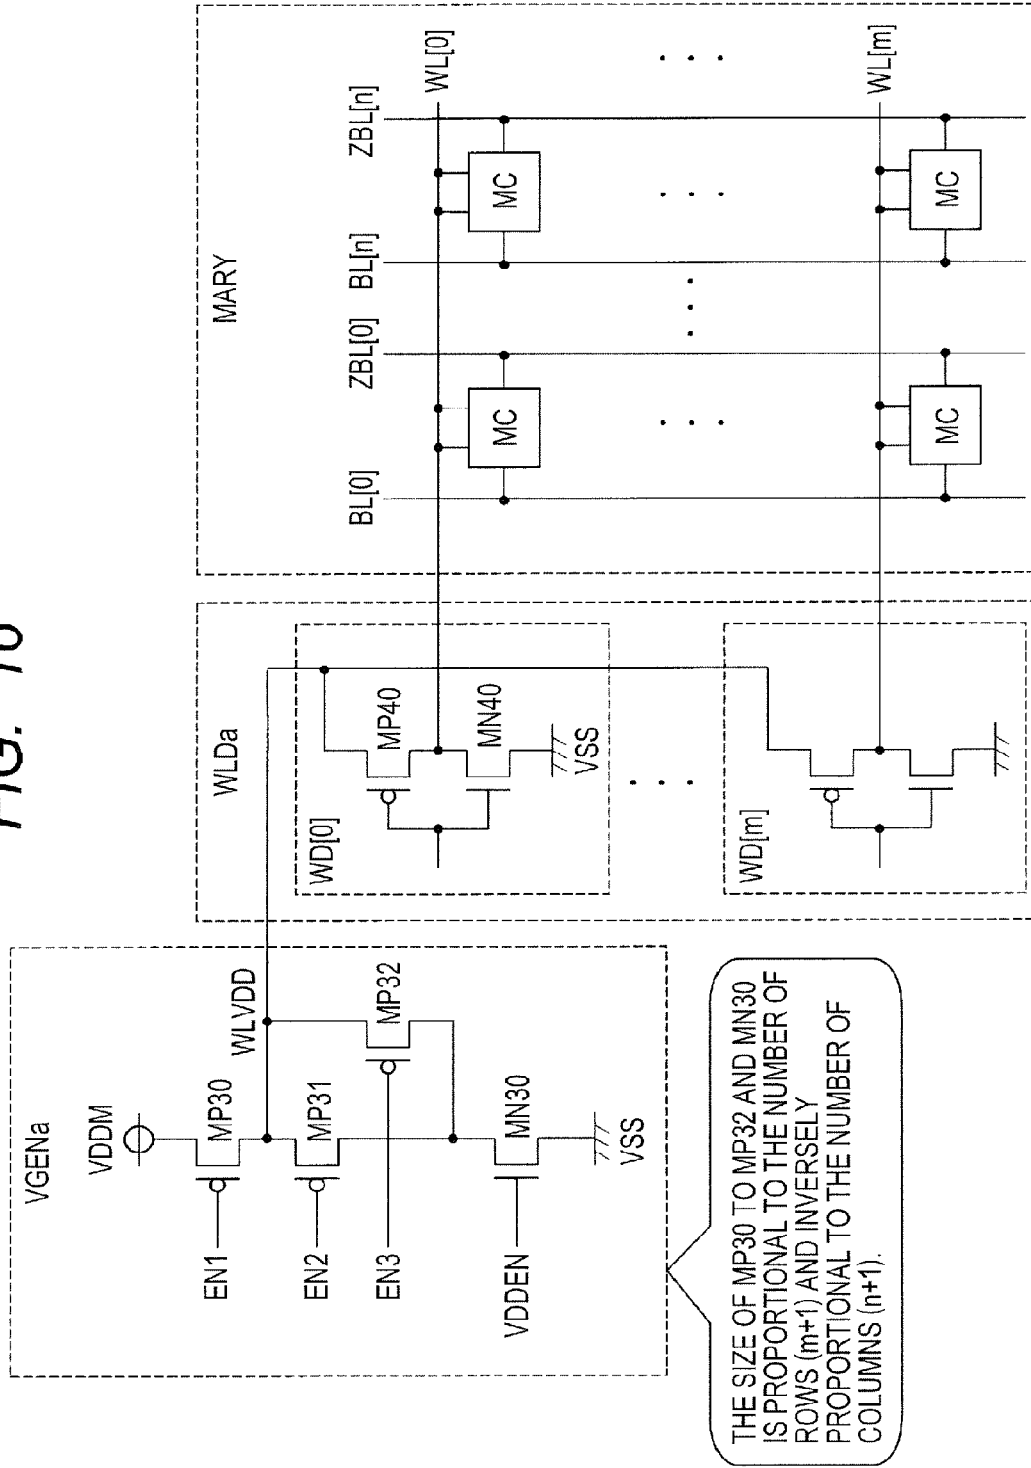 VGENa
VDDM
EN1
MP30
WLVDD
EN2
MP31
EN3
MP32
VDDEN
MN30
VSS
THE SIZE OF MP30 TO MP32 AND MN30
IS PROPORTIONAL TO THE NUMBER OF
ROWS (m+1) AND INVERSELY
PROPORTIONAL TO THE NUMBER OF
COLUMNS (n+1).
WLDa
WD[0]
MP40
MN40
VSS
WD[m]
MARY
BL[0]
ZBL[0]
BL[n]
ZBL[n]
WL[0]
MC
MC
WL[m]
MC
MC